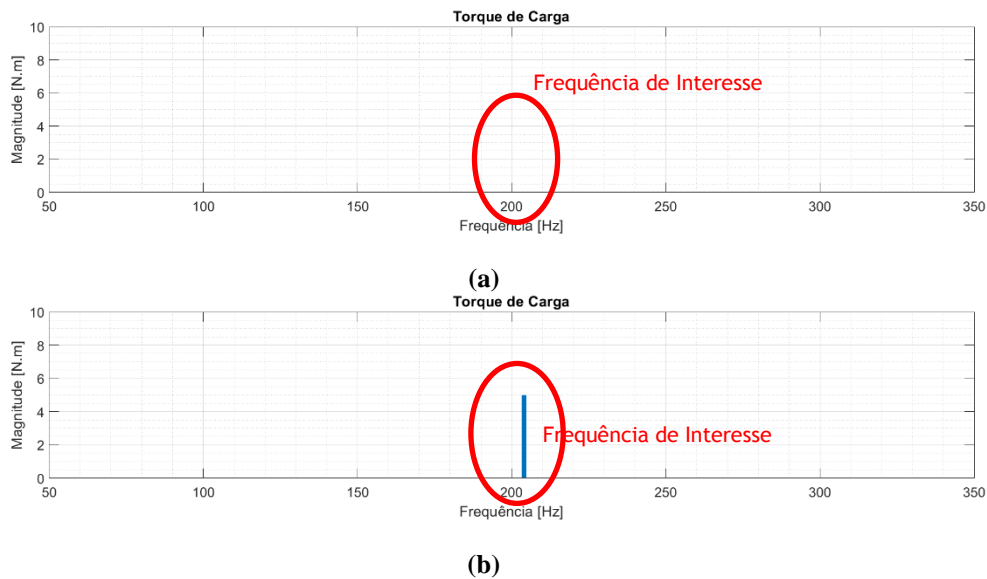 Torque de Carga
10
8
6
4
2
0
Magnitude [N.m]
Frequência de Interesse
50 100 150 200 250 300 350
Frequência [Hz]
(a)
Torque de Carga
10
8
6
4
2
0
Magnitude [N.m]
Frequência de Interesse
50 100 150 200 250 300 350
Frequência [Hz]
(b)